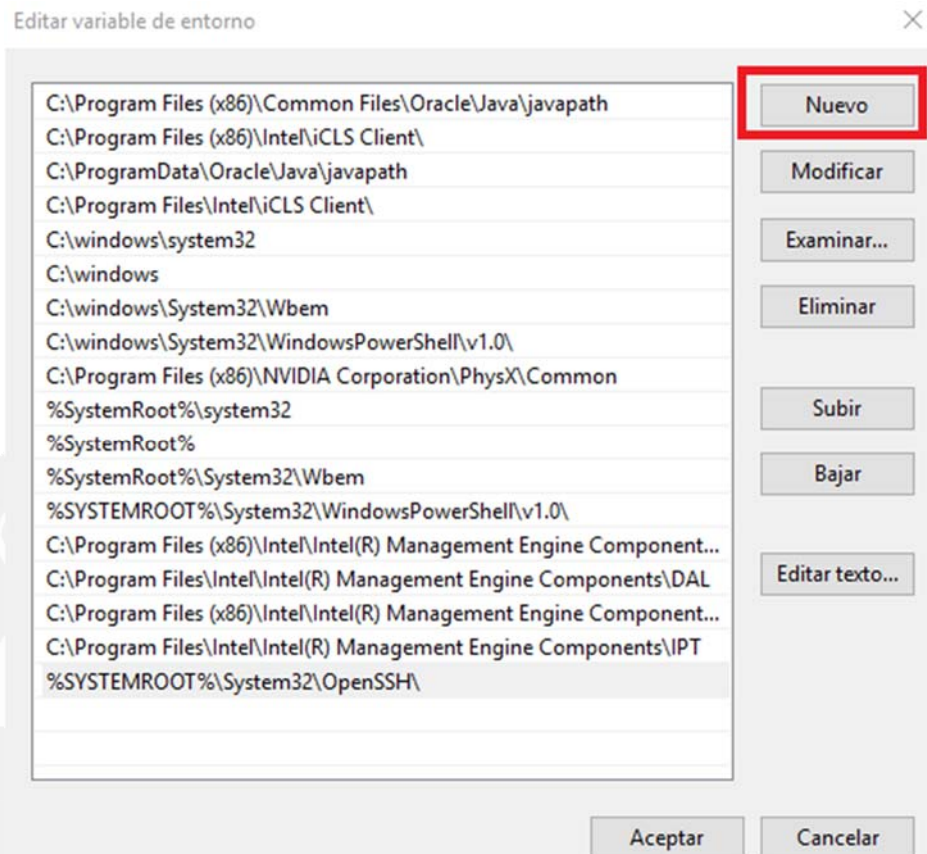 Editar variable de entorno
C:\Program Files (x86)\Common Files\Oracle\Java\javapath
Nuevo
C:\Program Files (x86)\Intel\iCLS Client\
C:\ProgramData\Oracle\Java\javapath
Modificar
C:\Program Files\Intel\iCLS Client\
C:\windows\system32
Examinar...
C:\windows
C:\windows\System32\Wbem
Eliminar
C:\windows\System32\WindowsPowerShell\v1.0\
C:\Program Files (x86)\NVIDIA Corporation\PhysX\Common
%SystemRoot%\system32
Subir
%SystemRoot%
%SystemRoot%\System32\Wbem
Bajar
%SYSTEMROOT%\System32\WindowsPowerShell\v1.0\
C:\Program Files (x86)\Intel\Intel(R) Management Engine Component...
C:\Program Files\Intel\Intel(R) Management Engine Components\DAL
Editar texto...
C:\Program Files (x86)\Intel\Intel(R) Management Engine Component...
C:\Program Files\Intel\Intel(R) Management Engine Components\IPT
%SYSTEMROOT%\System32\OpenSSH\
Aceptar
Cancelar